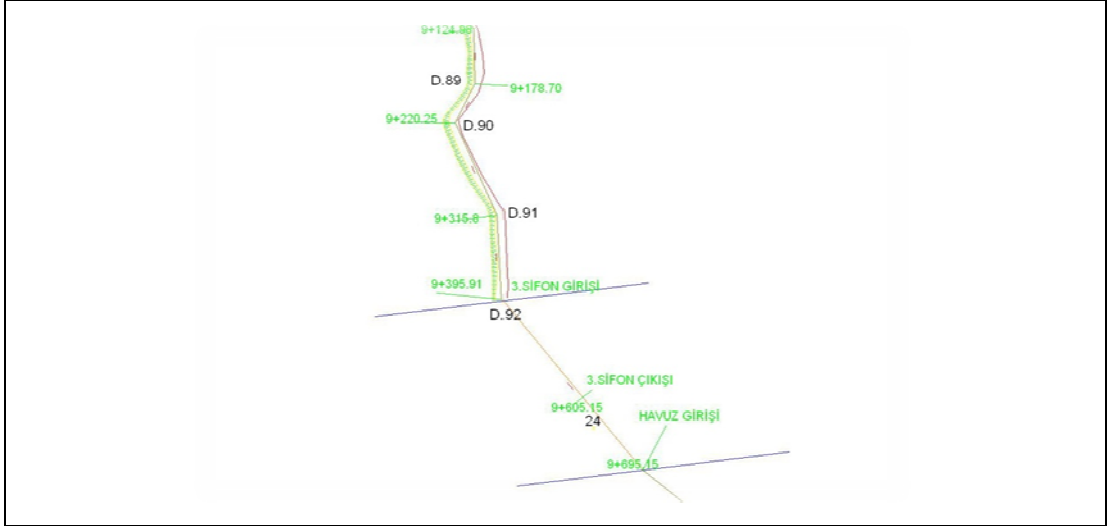 9+124.98
D.89
9+178.70
9+220.25
D.90
D.91
9+315.8
9+395.91
3.SİFON GİRİŞİ
D.92
3.SİFON ÇIKIŞI
9+605.15
24
HAVUZ GİRİŞİ
9+695.15